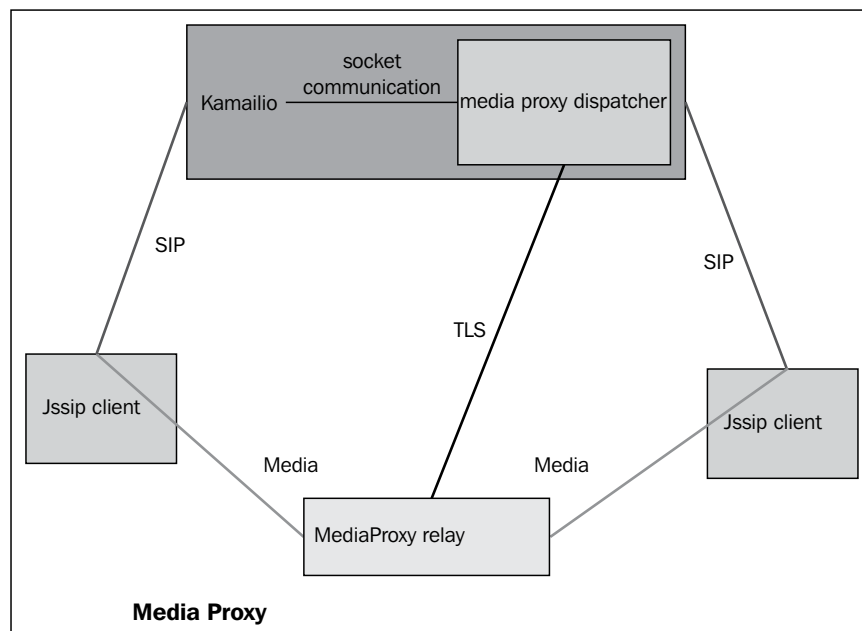 socket
communication
Kamailio
media proxy dispatcher
SIP
SIP
TLS
Jssip client
Jssip client
Media
Media
MediaProxy relay
Media Proxy